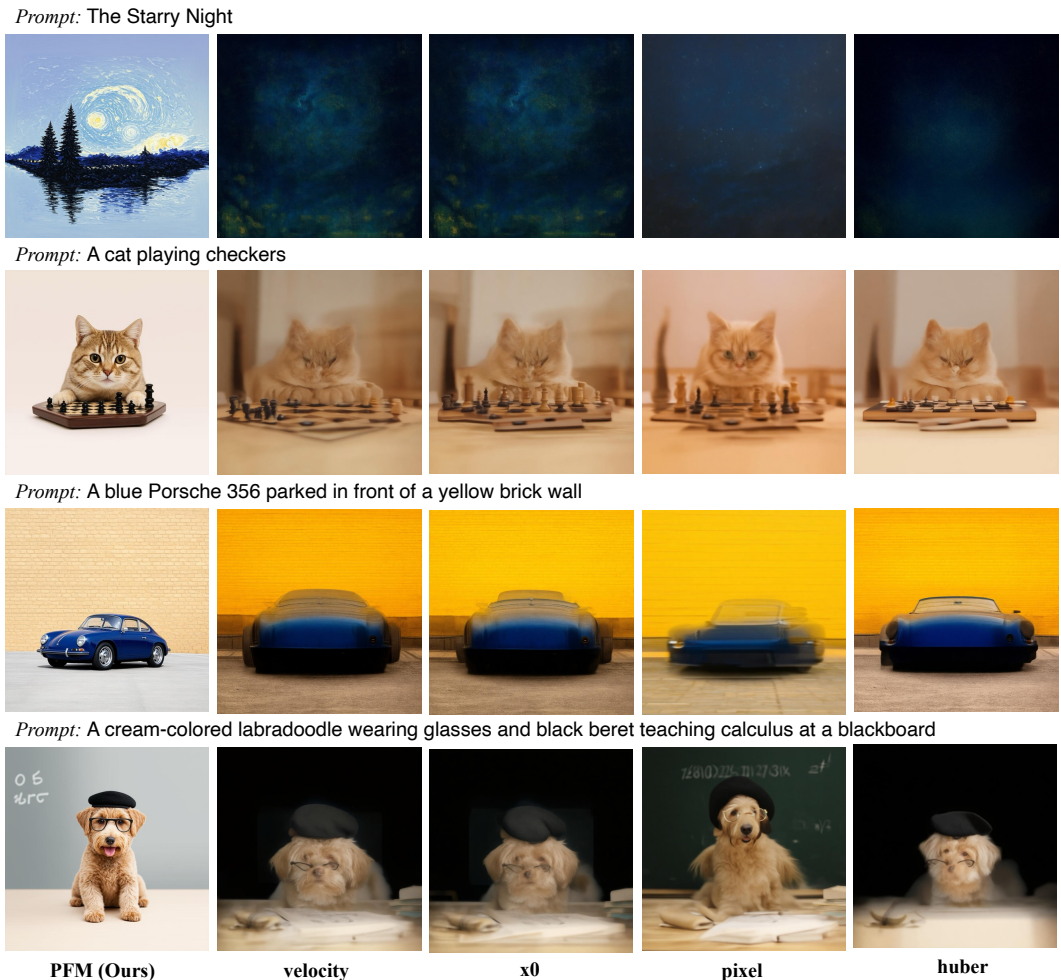 Prompt: The Starry Night
Prompt: A cat playing checkers
Prompt: A blue Porsche 356 parked in front of a yellow brick wall
Prompt: A cream-colored labradoodle wearing glasses and black beret teaching calculus at a blackboard
PFM (Ours) velocity x0 pixel huber